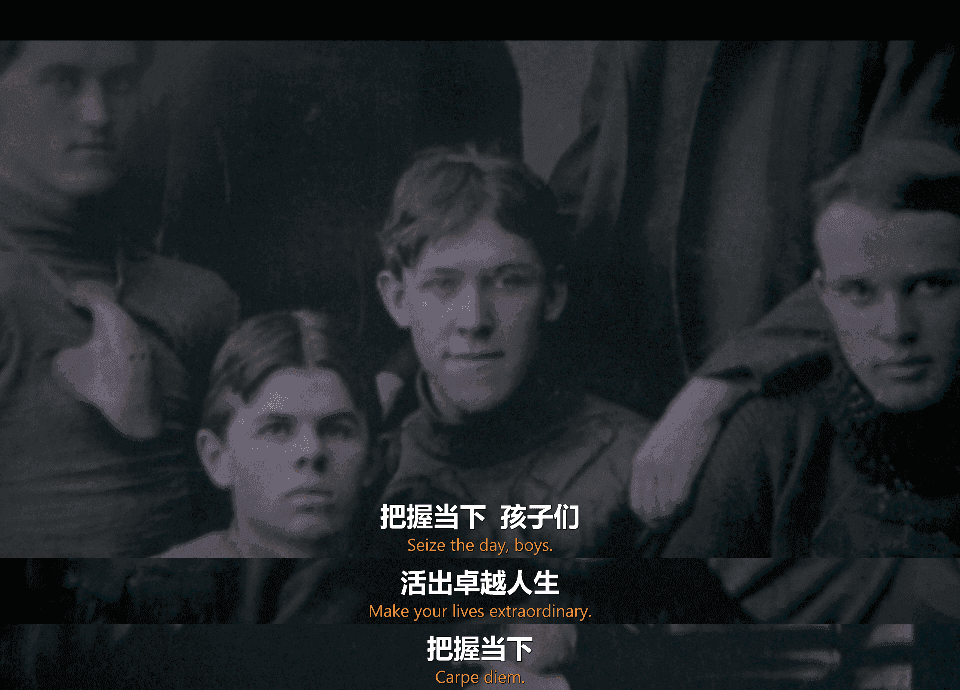 把握当下 孩子们
Seize the day, boys.
活出卓越人生
Make your lives extraordinary.
把握当下
Carpe diem.